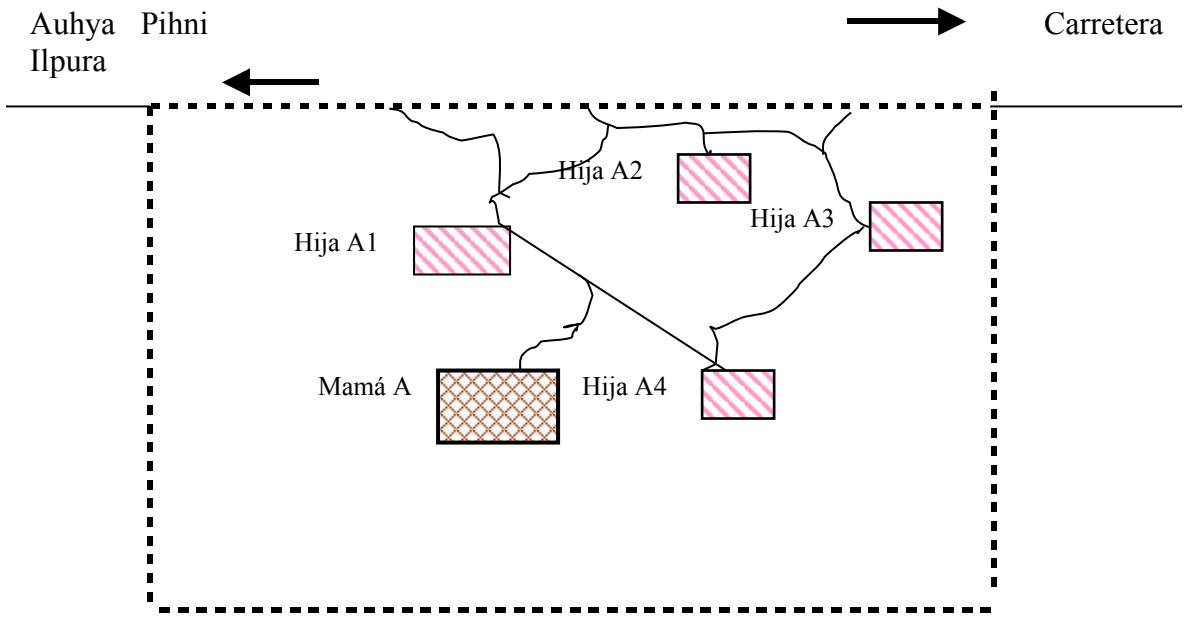 Auhya Pihni
Ilpura
Carretera
Hija A2
Hija A3
Hija A1
Mamá A
Hija A4